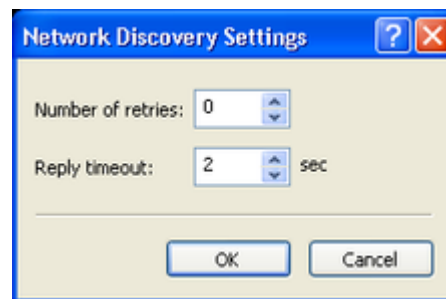 Network Discovery Settings
Number of retries: 0
Reply timeout: 2 sec
OK Cancel